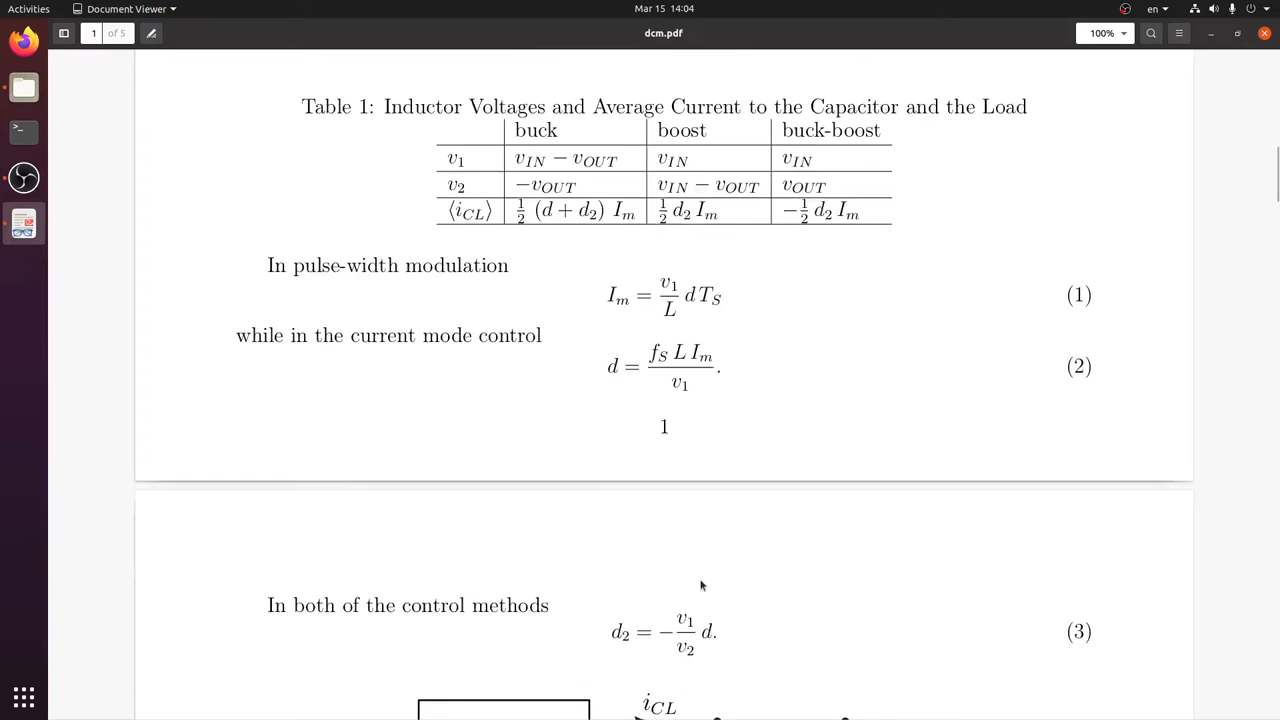 Activities Document Viewer Mar 15 14:04 en
1 of 5 dcm.pdf 100%
Table 1: Inductor Voltages and Average Current to the Capacitor and the Load
buck boost buck-boost
v1 vIN − vOUT vIN vIN
v2 −vOUT vIN − vOUT vOUT
⟨iCL⟩ 1/2 (d + d2) Im 1/2 d2 Im −1/2 d2 Im
In pulse-width modulation
Im = v1/L d TS (1)
while in the current mode control
d = fS L Im/v1. (2)
1
In both of the control methods
d2 = −v1/v2 d. (3)
iCL